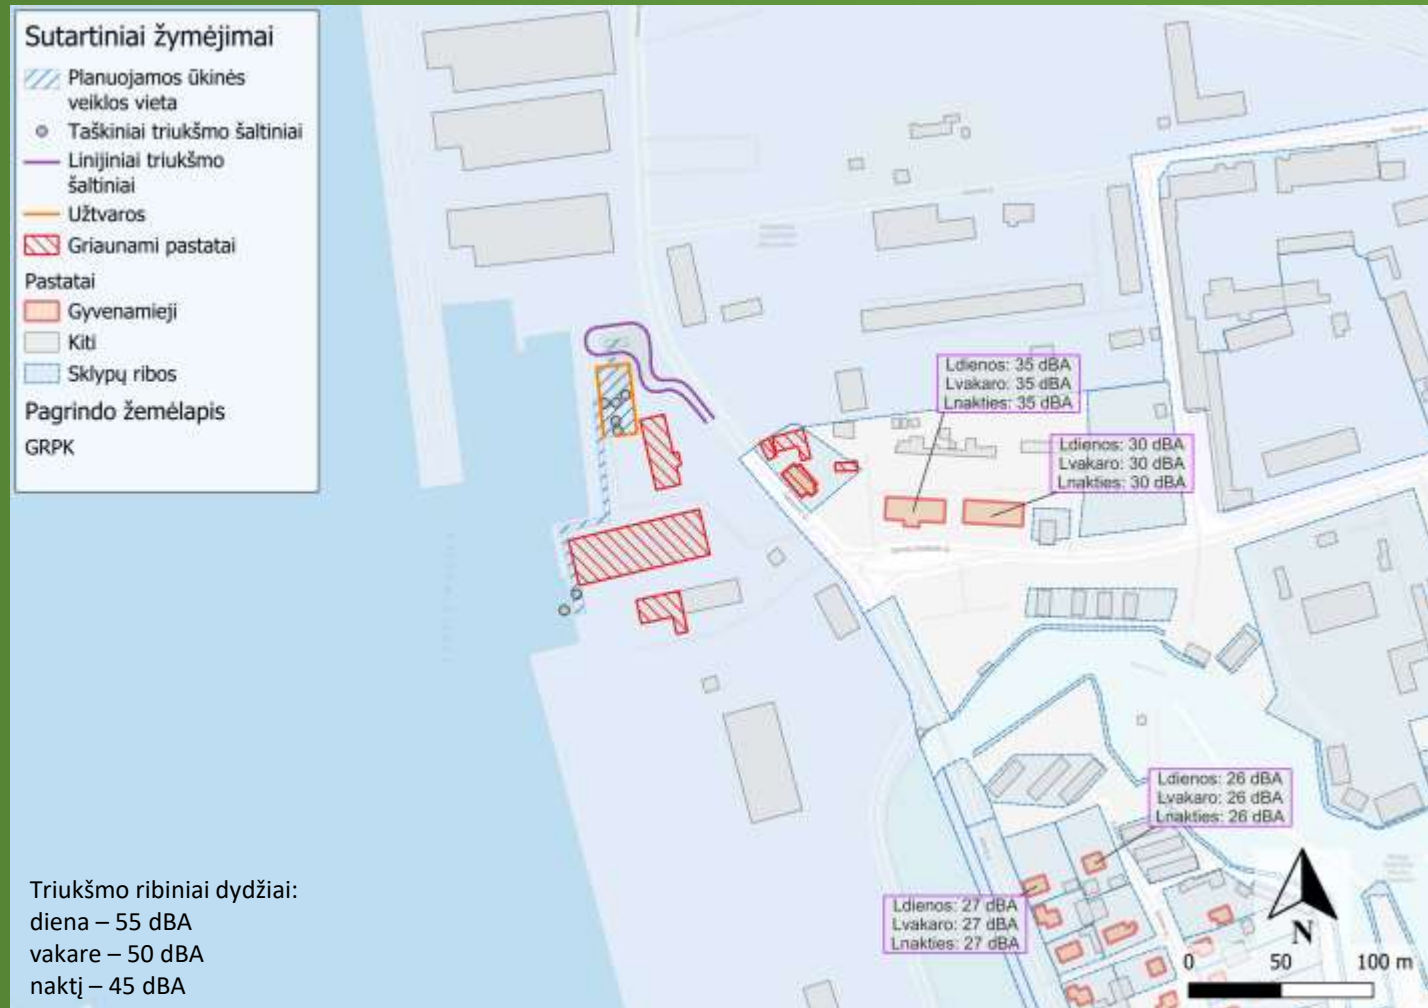 Sutartiniai žymėjimai
Planuojamos ūkinės
veiklos vieta
Taškiniai triukšmo šaltiniai
Linijiniai triukšmo
šaltiniai
Užtvaros
Griaunami pastatai
Pastatai
Gyvenamieji
Kiti
Sklypų ribos
Pagrindo žemėlapis
GRPK
Ldienos: 35 dBA
Lvakaro: 35 dBA
Lnakties: 35 dBA
Ldienos: 30 dBA
Lvakaro: 30 dBA
Lnakties: 30 dBA
Ldienos: 26 dBA
Lvakaro: 26 dBA
Lnakties: 26 dBA
Ldienos: 27 dBA
Lvakaro: 27 dBA
Lnakties: 27 dBA
Triukšmo ribiniai dydžiai:
diena – 55 dBA
vakare – 50 dBA
naktį – 45 dBA
N
0 50 100 m